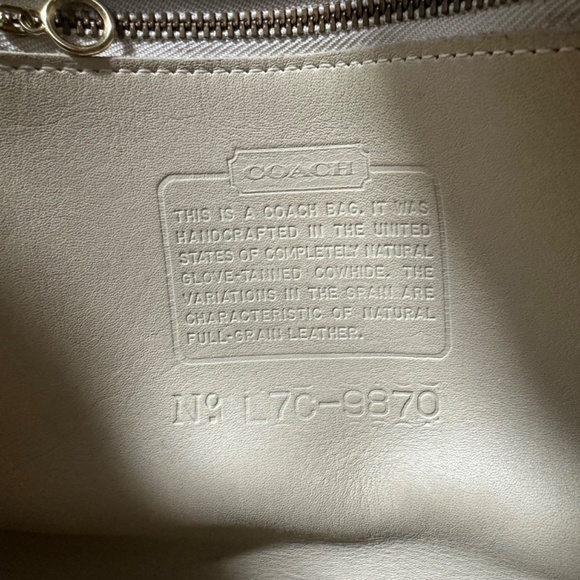 COACH
THIS IS A COACH BAG. IT WAS
HANDCRAFTED IN THE UNITED
STATES OF COMPLETELY NATURAL
GLOVE-TANNED COWHIDE. THE
VARIATIONS IN THE GRAIN ARE
CHARACTERISTIC OF NATURAL
FULL-GRAIN LEATHER.
Nº L7C-9870